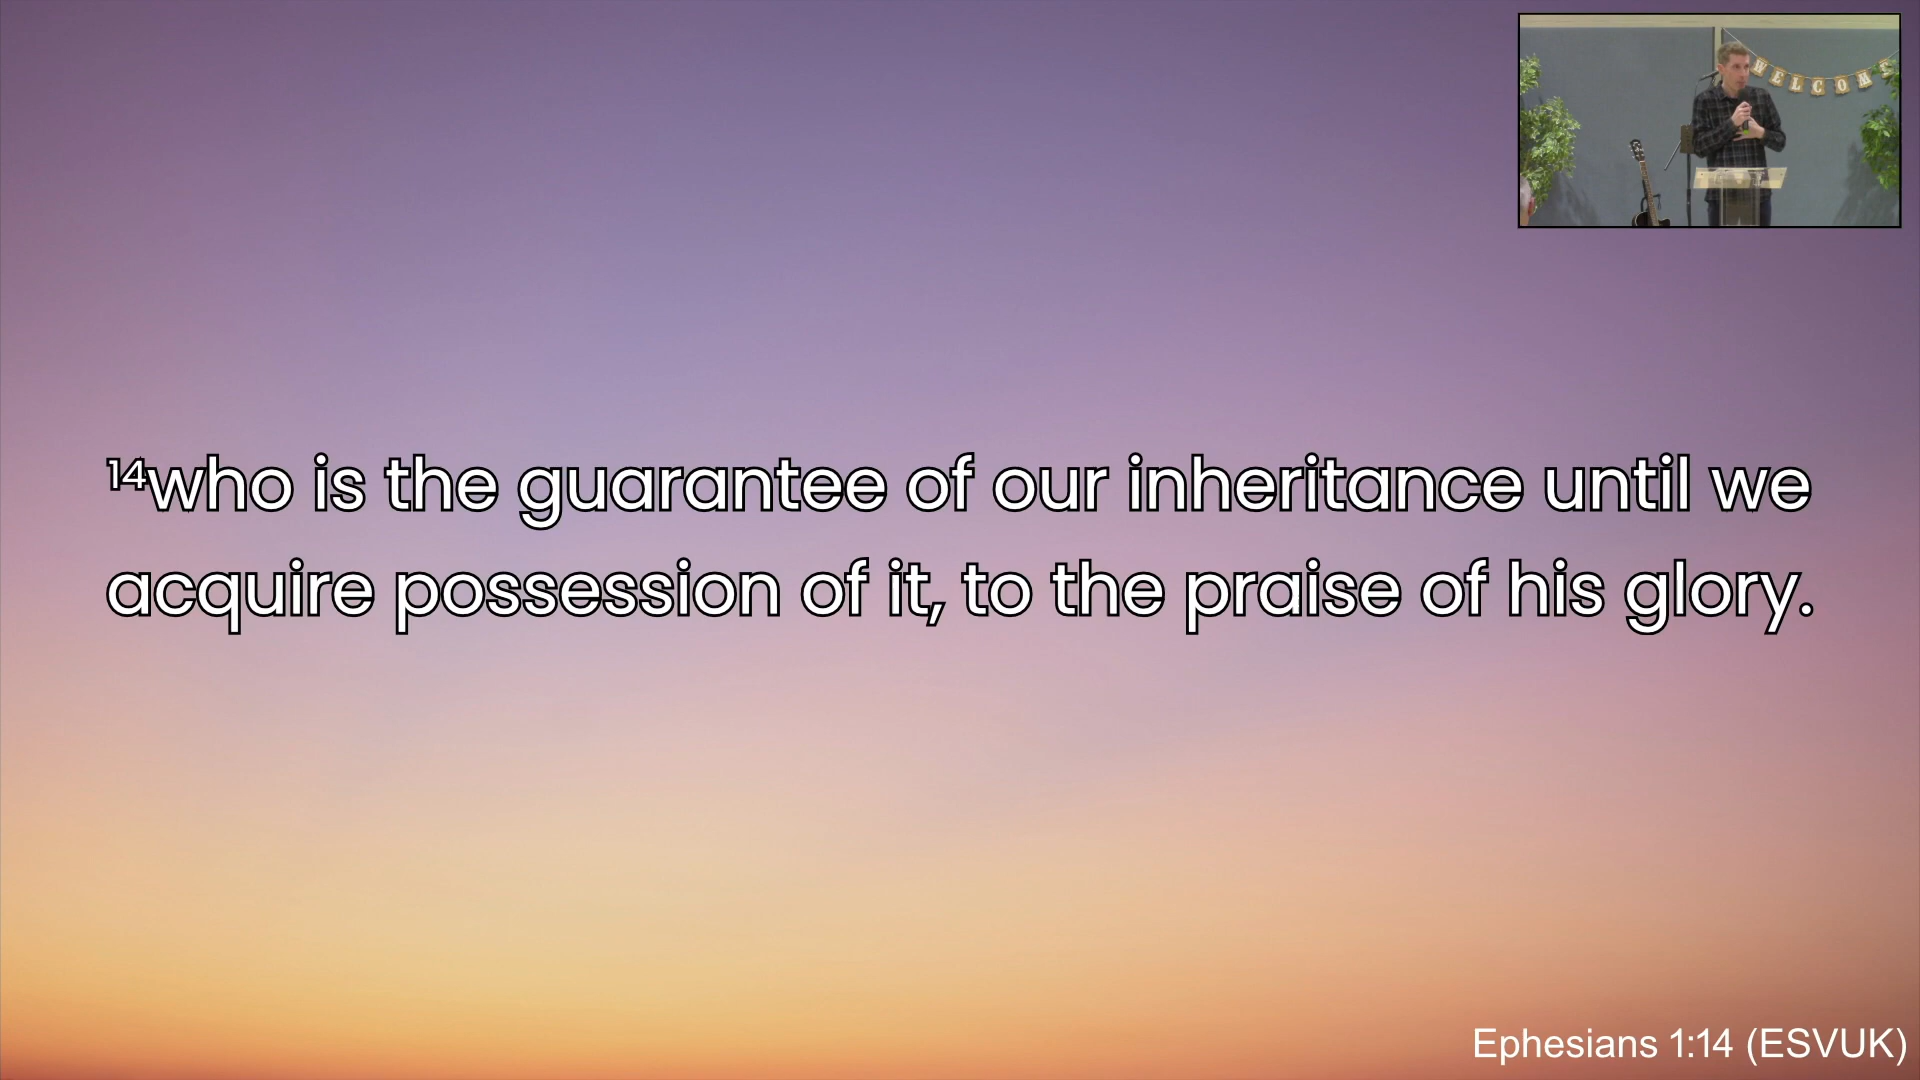 WELCOM
¹⁴who is the guarantee of our inheritance until we
acquire possession of it, to the praise of his glory.
Ephesians 1:14 (ESVUK)